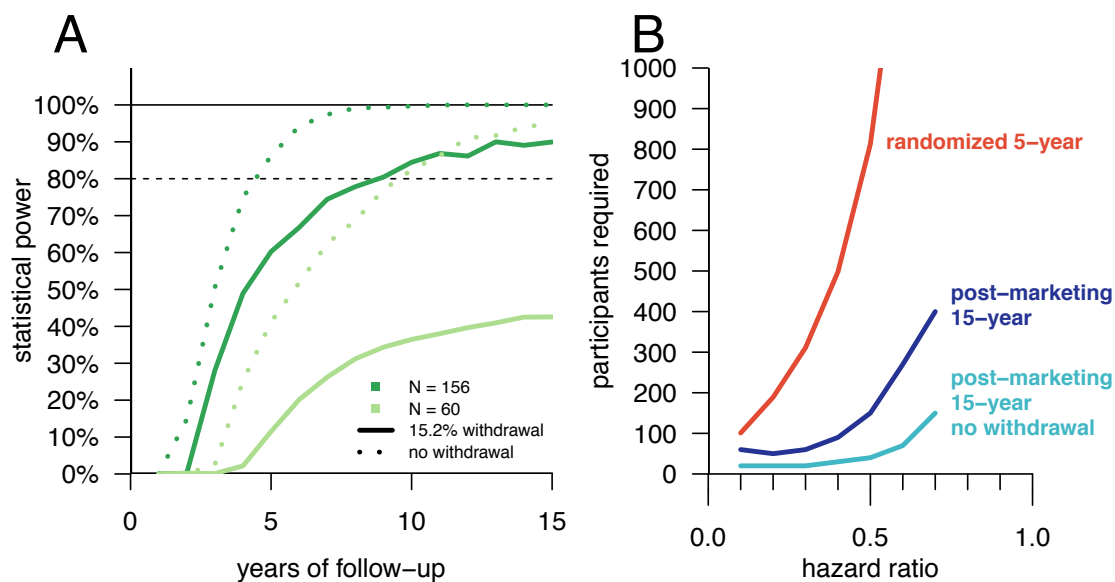 A
100%
90%
80%
70%
60%
50%
40%
30%
20%
10%
0%
statistical power
N = 156
N = 60
15.2% withdrawal
no withdrawal
0
5
10
15
years of follow−up
B
1000
900
800
700
600
500
400
300
200
100
0
participants required
randomized 5−year
post−marketing
15−year
post−marketing
15−year
no withdrawal
0.0
0.5
1.0
hazard ratio